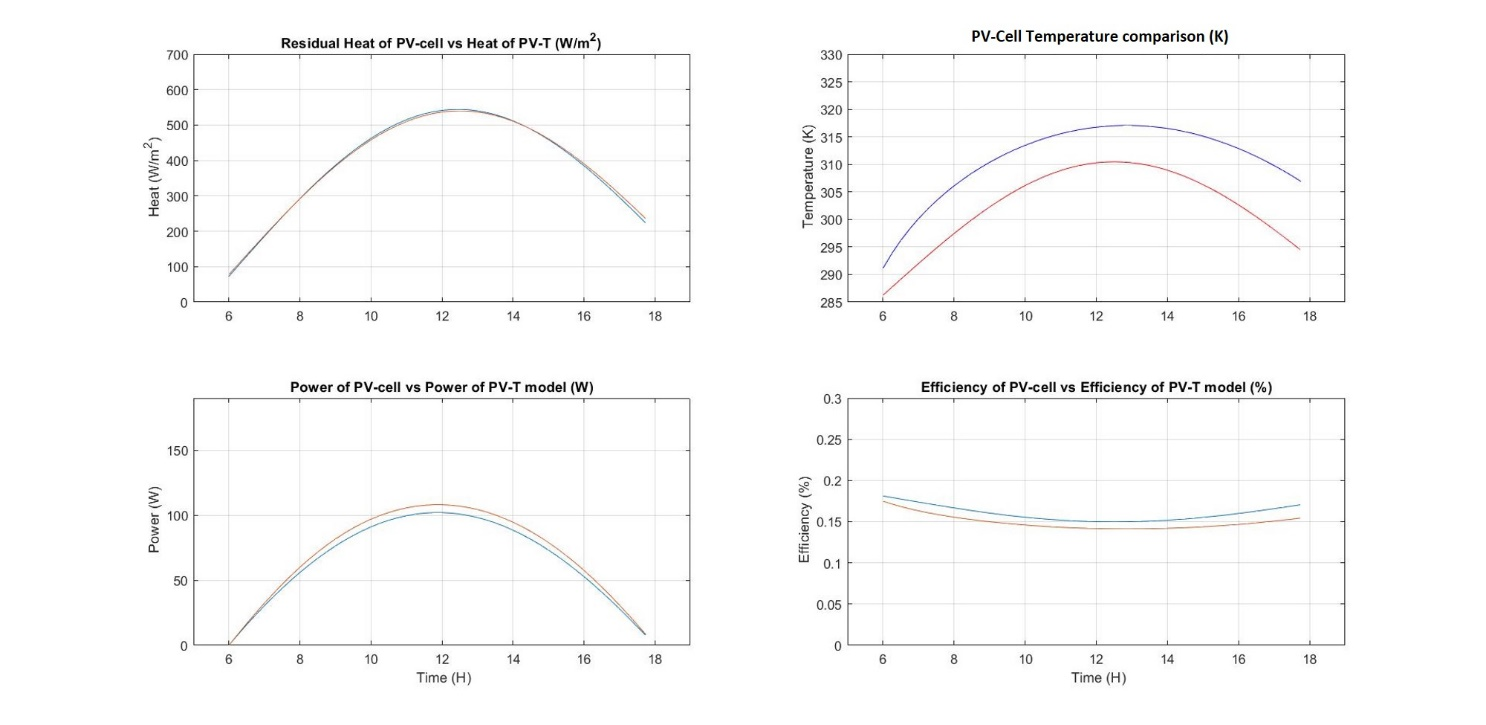 Residual Heat of PV-cell vs Heat of PV-T (W/m²)
700
600
500
400
300
200
100
0
Heat (W/m²)
6 8 10 12 14 16 18
PV-Cell Temperature comparison (K)
330
325
320
315
310
305
300
295
290
285
Temperature (K)
6 8 10 12 14 16 18
Power of PV-cell vs Power of PV-T model (W)
150
100
50
0
Power (W)
6 8 10 12 14 16 18
Time (H)
Efficiency of PV-cell vs Efficiency of PV-T model (%)
0.3
0.25
0.2
0.15
0.1
0.05
0
Efficiency (%)
6 8 10 12 14 16 18
Time (H)